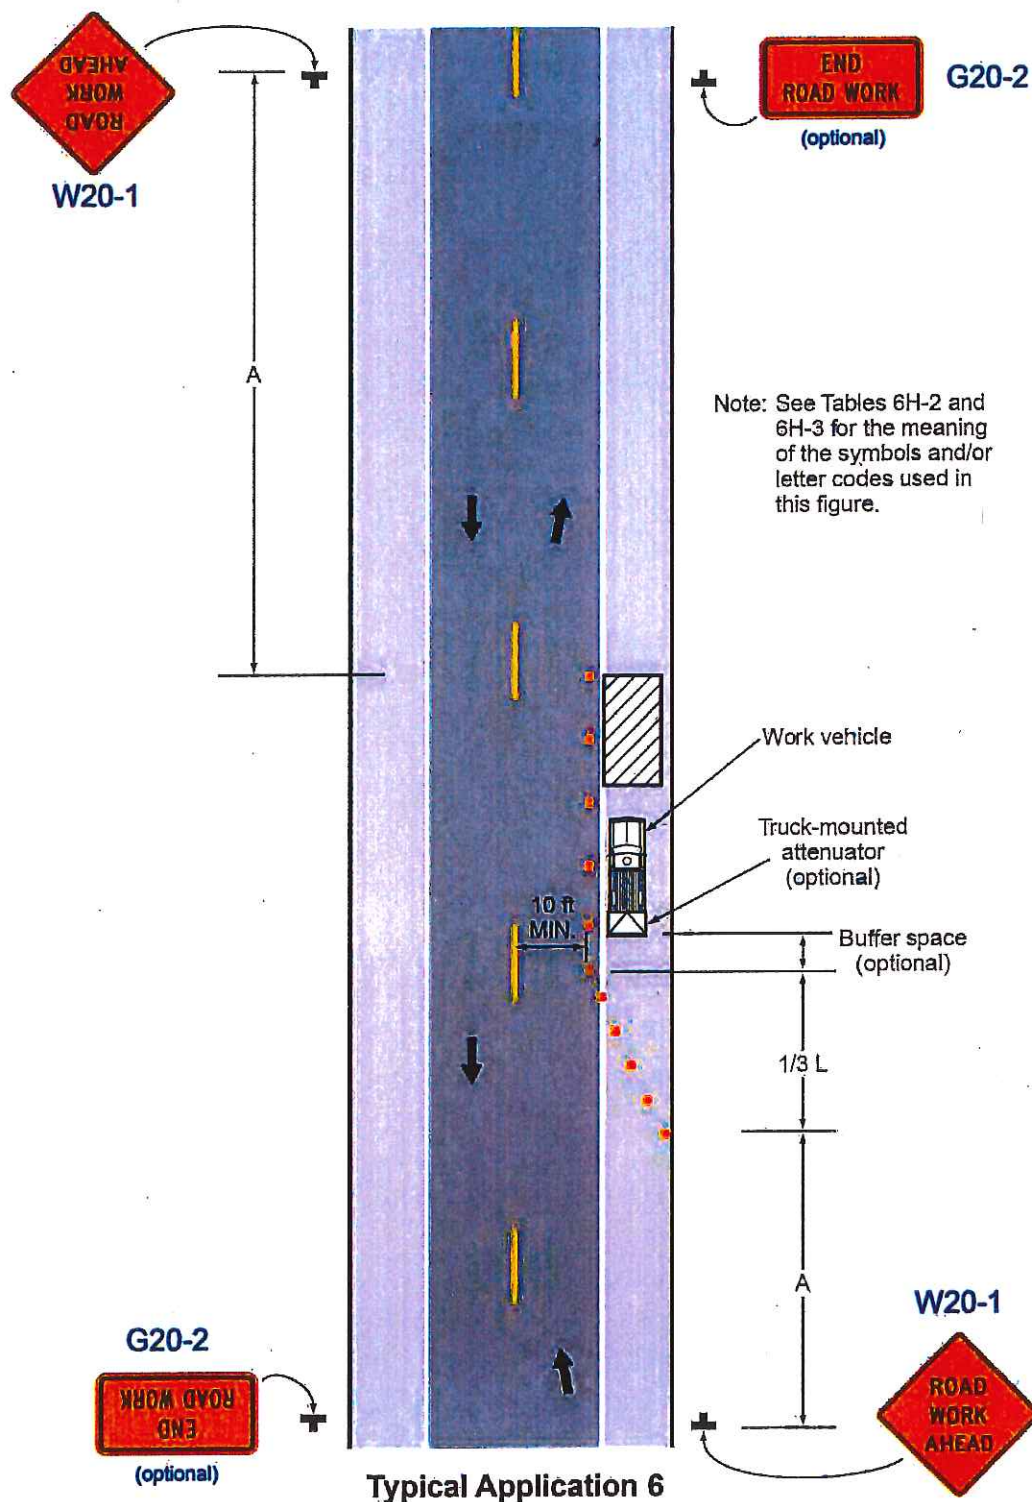 ROAD
WORK
AHEAD
W20-1
END
ROAD WORK
(optional)
G20-2
A
Note: See Tables 6H-2 and
6H-3 for the meaning
of the symbols and/or
letter codes used in
this figure.
Work vehicle
Truck-mounted
attenuator
(optional)
10 ft
MIN.
Buffer space
(optional)
1/3 L
A
G20-2
END
ROAD WORK
(optional)
W20-1
ROAD
WORK
AHEAD
Typical Application 6